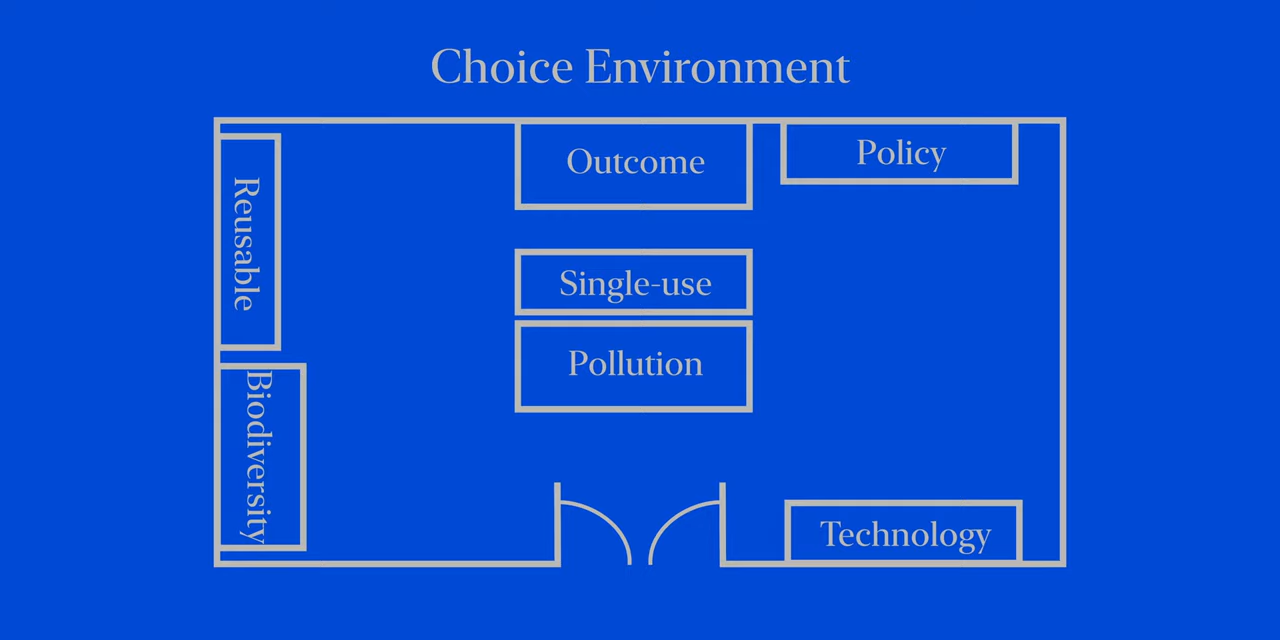 Choice Environment
Outcome
Policy
Reusable
Single-use
Pollution
Biodiversity
Technology